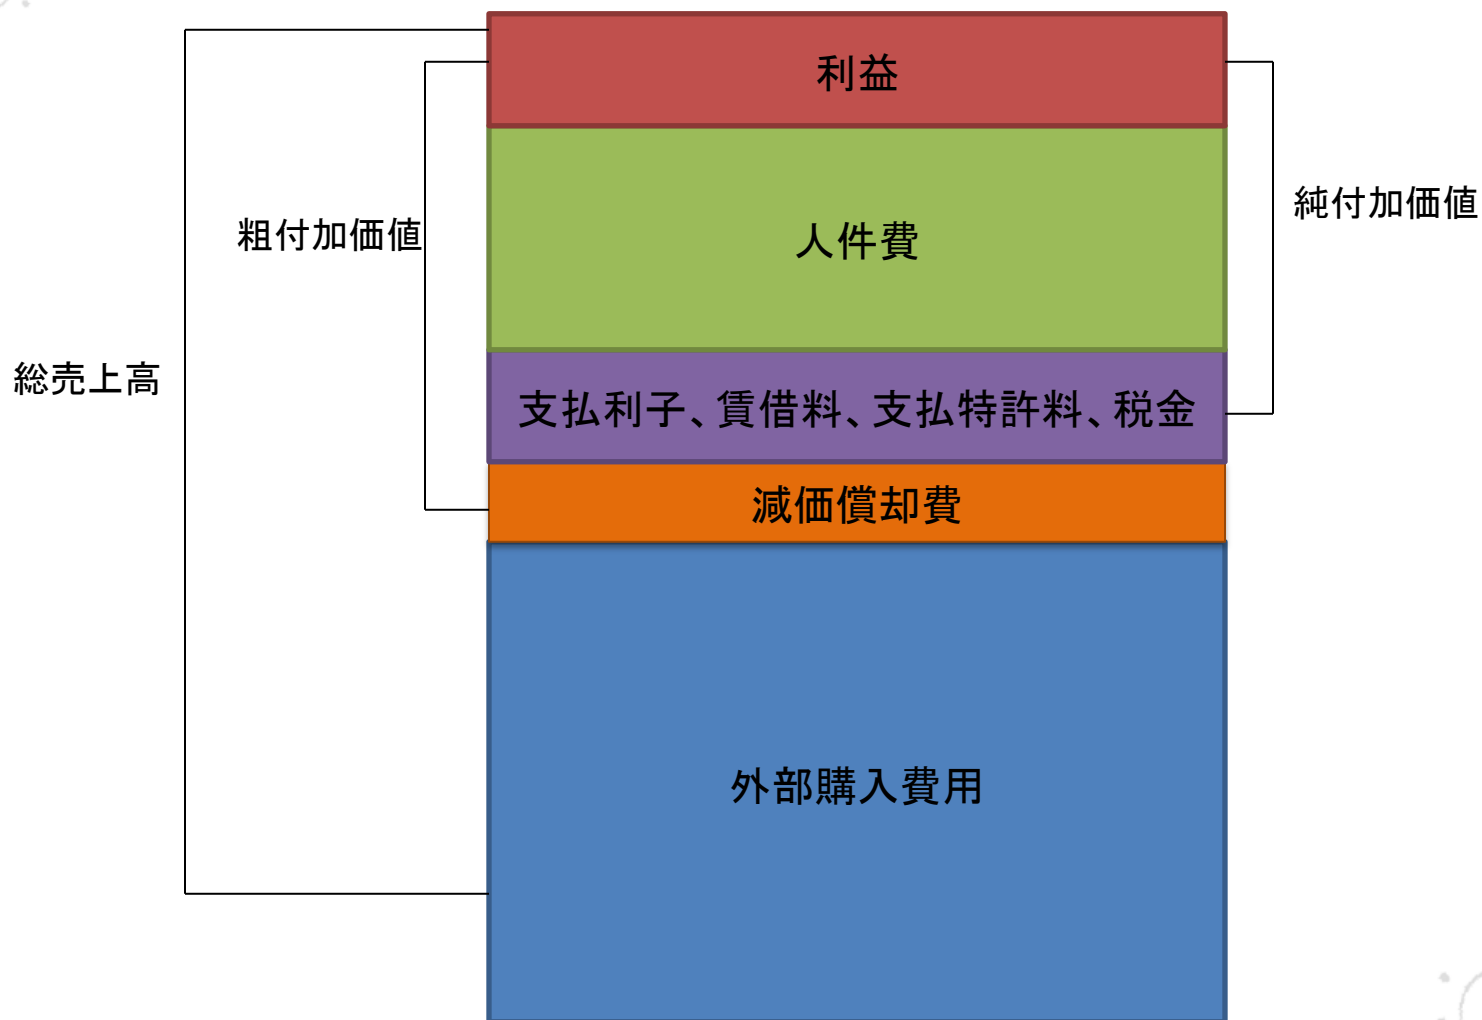 利益
純付加価値
粗付加価値
人件費
総売上高
支払利子、賃借料、支払特許料、税金
減価償却費
外部購入費用